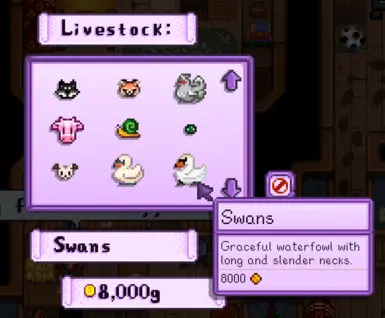 Livestock:
Swans
Graceful waterfowl with
long and slender necks.
8000
Swans
8,000g